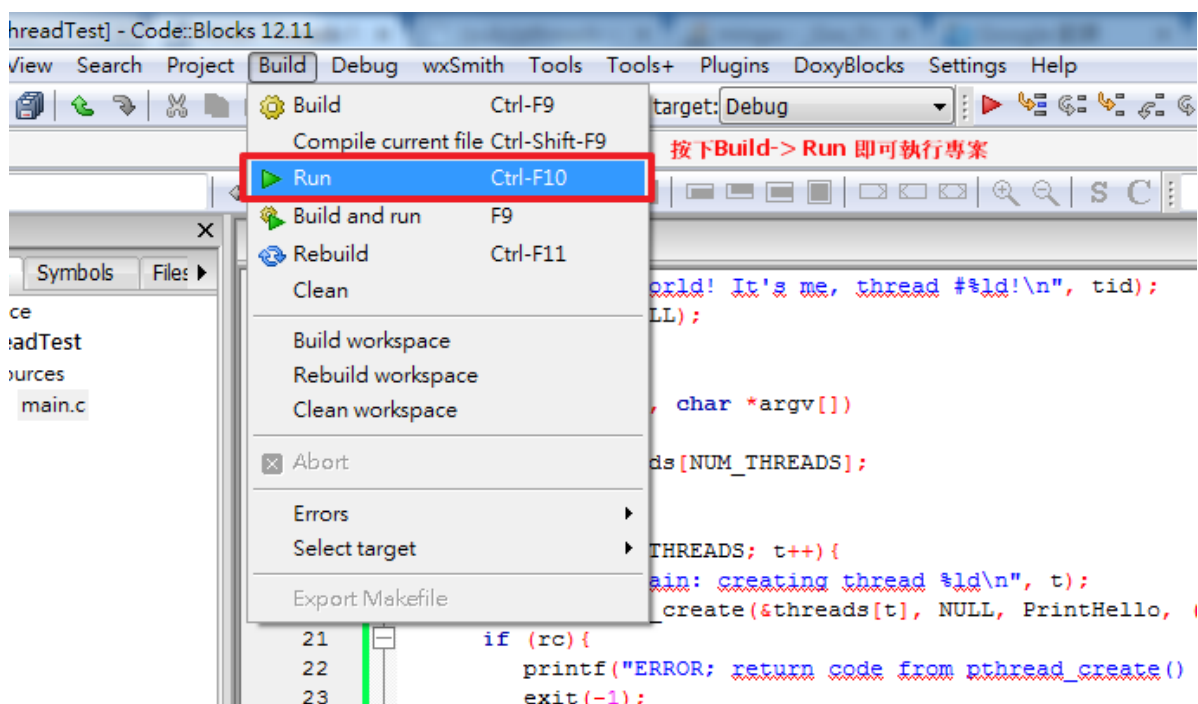 hreadTest] - Code::Blocks 12.11
View Search Project Build Debug wxSmith Tools Tools+ Plugins DoxyBlocks Settings Help
Build Ctrl-F9
target: Debug
Compile current file Ctrl-Shift-F9
按下Build-> Run 即可執行專案
Run Ctrl-F10
S C
Build and run F9
Rebuild Ctrl-F11
Symbols Files
Clean
orld! It's me, thread #%ld!\n", tid);
ce
LL);
eadTest
Build workspace
ources
Rebuild workspace
main.c
Clean workspace
, char *argv[])
Abort
ds[NUM_THREADS];
Errors
Select target
THREADS; t++){
ain: creating thread %ld\n", t);
Export Makefile
_create(&threads[t], NULL, PrintHello, (
21 if (rc){
22 printf("ERROR; return code from pthread_create()
23 exit(-1);